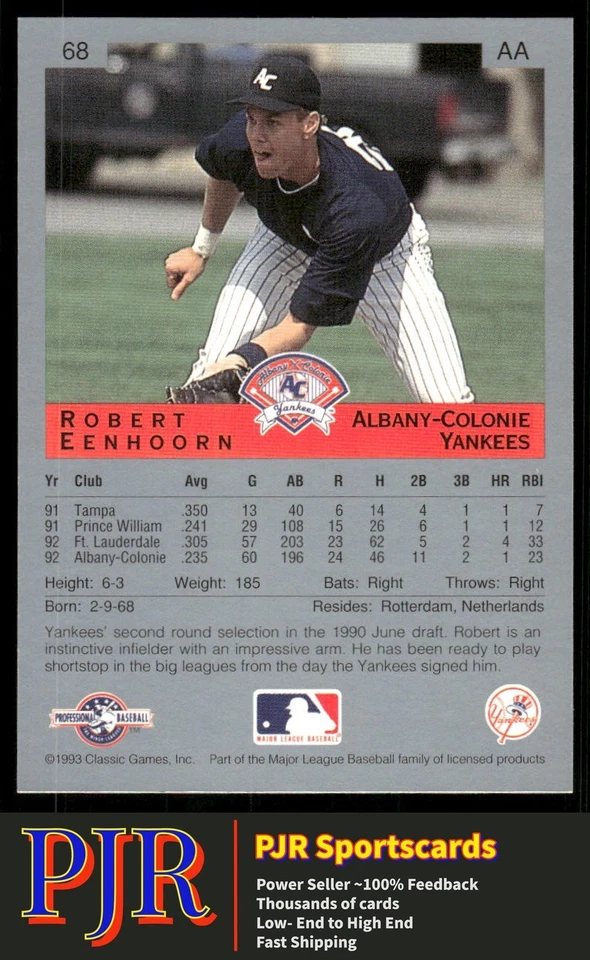 68
AA
AC
Albany Colonie
AC
Yankees
ROBERT
EENHOORN
ALBANY-COLONIE
YANKEES
Yr Club Avg G AB R H 2B 3B HR RBI
91 Tampa .350 13 40 6 14 4 1 1 7
91 Prince William .241 29 108 15 26 6 1 1 12
92 Ft. Lauderdale .305 57 203 23 62 5 2 4 33
92 Albany-Colonie .235 60 196 24 46 11 2 1 23
Height: 6-3 Weight: 185 Bats: Right Throws: Right
Born: 2-9-68 Resides: Rotterdam, Netherlands
Yankees' second round selection in the 1990 June draft. Robert is an
instinctive infielder with an impressive arm. He has been ready to play
shortstop in the big leagues from the day the Yankees signed him.
PROFESSIONAL BASEBALL
TM
MAJOR LEAGUE BASEBALL
Yankees
©1993 Classic Games, Inc. Part of the Major League Baseball family of licensed products
PJR
PJR Sportscards
Power Seller ~100% Feedback
Thousands of cards
Low- End to High End
Fast Shipping